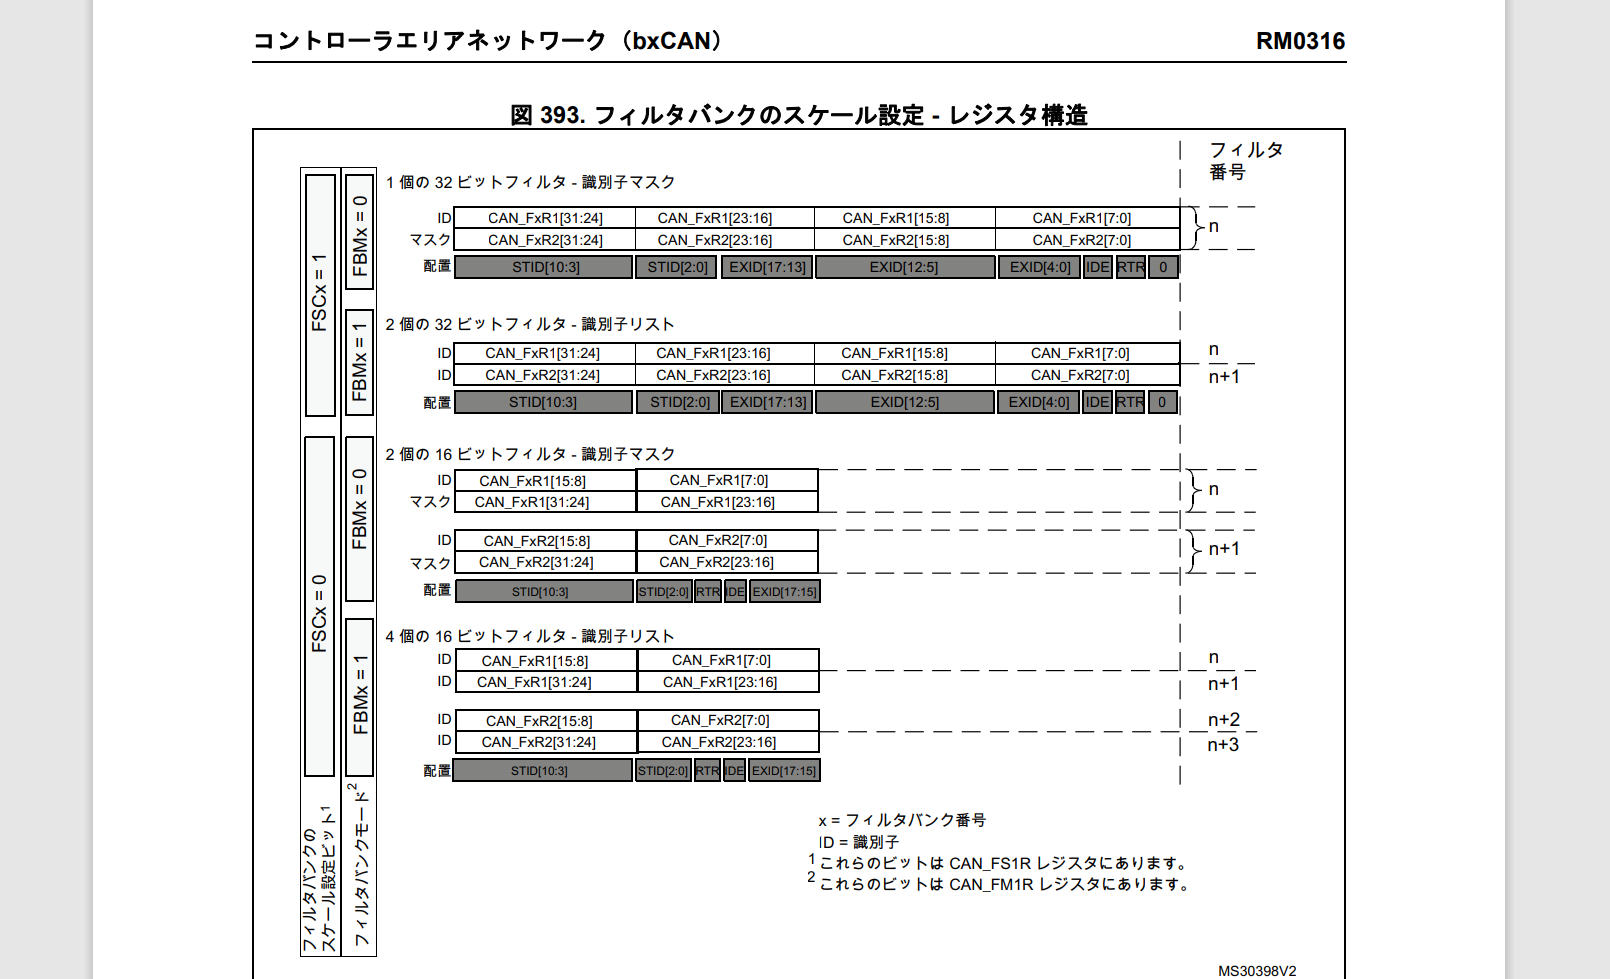 コントローラエリアネットワーク（bxCAN） RM0316
図 393. フィルタバンクのスケール設定 - レジスタ構造
フィルタ
番号
FSCx = 1
FBMx = 0
1 個の 32 ビットフィルタ - 識別子マスク
ID CAN_FxR1[31:24] CAN_FxR1[23:16] CAN_FxR1[15:8] CAN_FxR1[7:0]
マスク CAN_FxR2[31:24] CAN_FxR2[23:16] CAN_FxR2[15:8] CAN_FxR2[7:0]
n
配置 STID[10:3] STID[2:0] EXID[17:13] EXID[12:5] EXID[4:0] IDE RTR 0
FBMx = 1
2 個の 32 ビットフィルタ - 識別子リスト
ID CAN_FxR1[31:24] CAN_FxR1[23:16] CAN_FxR1[15:8] CAN_FxR1[7:0] n
ID CAN_FxR2[31:24] CAN_FxR2[23:16] CAN_FxR2[15:8] CAN_FxR2[7:0] n+1
配置 STID[10:3] STID[2:0] EXID[17:13] EXID[12:5] EXID[4:0] IDE RTR 0
FSCx = 0
FBMx = 0
2 個の 16 ビットフィルタ - 識別子マスク
ID CAN_FxR1[15:8] CAN_FxR1[7:0]
マスク CAN_FxR1[31:24] CAN_FxR1[23:16]
n
ID CAN_FxR2[15:8] CAN_FxR2[7:0]
マスク CAN_FxR2[31:24] CAN_FxR2[23:16]
n+1
配置 STID[10:3] STID[2:0] RTR IDE EXID[17:15]
FBMx = 1
4 個の 16 ビットフィルタ - 識別子リスト
ID CAN_FxR1[15:8] CAN_FxR1[7:0] n
ID CAN_FxR1[31:24] CAN_FxR1[23:16] n+1
ID CAN_FxR2[15:8] CAN_FxR2[7:0] n+2
ID CAN_FxR2[31:24] CAN_FxR2[23:16] n+3
配置 STID[10:3] STID[2:0] RTR IDE EXID[17:15]
フィルタバンクの
スケール設定ビット1
フィルタバンクモード2
x = フィルタバンク番号
ID = 識別子
1 これらのビットは CAN_FS1R レジスタにあります。
2 これらのビットは CAN_FM1R レジスタにあります。
MS30398V2